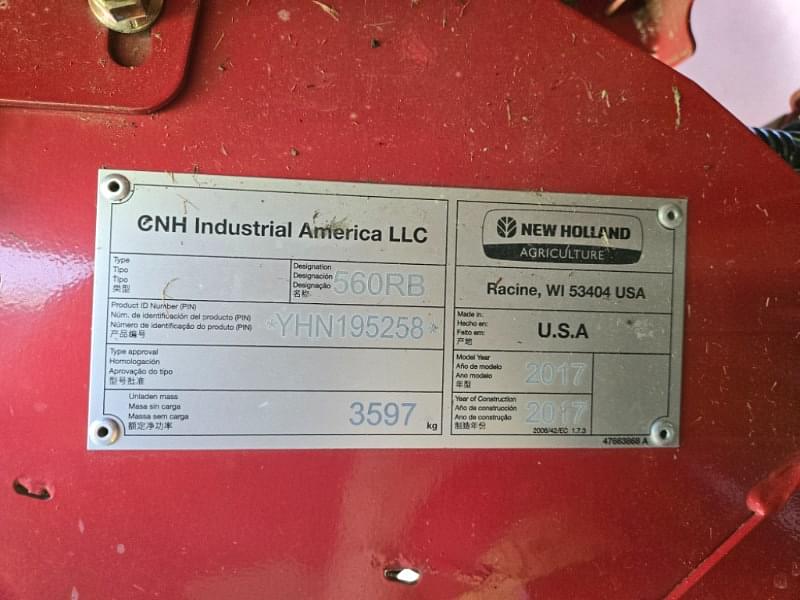 CNH Industrial America LLC
Type
Tipo
Tipo
类型
Designation
Designación
Designação
名称
560RB
Product ID Number (PIN)
Núm. de identificación del producto (PIN)
Número de identificação do produto (PIN)
产品编号
*YHN195258*
Type approval
Homologación
Aprovação do tipo
型号批准
Unladen mass
Masa sin carga
Massa sem carga
额定净功率
3597 kg
NEW HOLLAND
AGRICULTURE
Racine, WI 53404 USA
Made in:
Hecho en:
Feito em:
产地
U.S.A
Model Year
Año de modelo
Ano modelo
年型
2017
Year of Construction
Año de construcción
Ano de construção
制造年份
2017
2006/42/EC 1.7.3
47663868 A